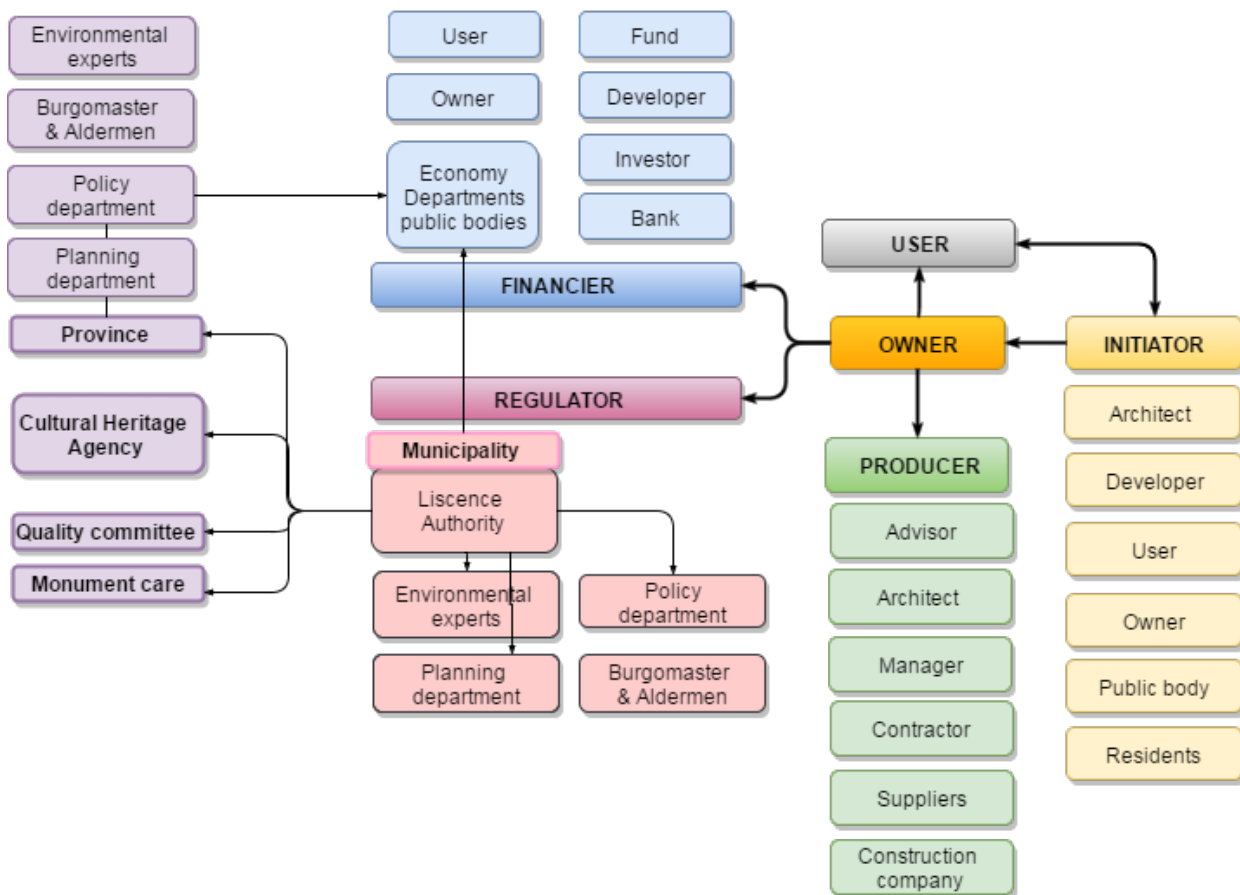 Environmental
experts
Burgomaster
& Aldermen
Policy
department
Planning
department
Province
Cultural Heritage
Agency
Quality committee
Monument care
User
Owner
Economy
Departments
public bodies
Fund
Developer
Investor
Bank
FINANCIER
REGULATOR
Municipality
Liscence
Authority
Environmental
experts
Planning
department
Policy
department
Burgomaster
& Aldermen
USER
OWNER
PRODUCER
Advisor
Architect
Manager
Contractor
Suppliers
Construction
company
INITIATOR
Architect
Developer
User
Owner
Public body
Residents